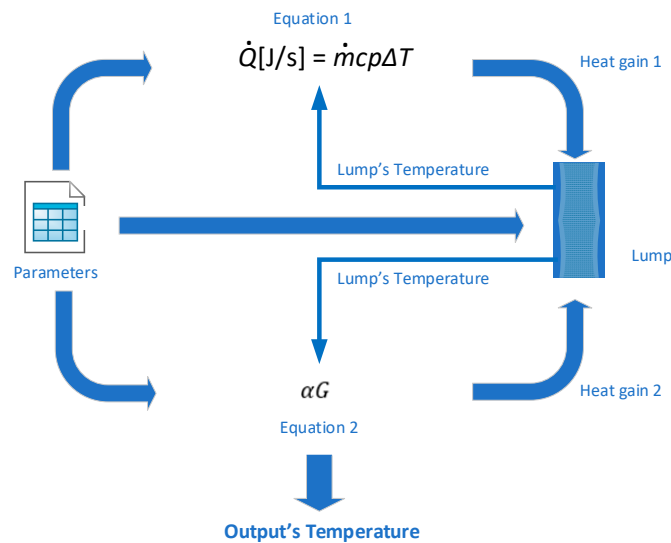 Equation 1
Q̇[J/s] = ṁcpΔT
Heat gain 1
Lump's Temperature
Parameters
Lump
Lump's Temperature
αG
Heat gain 2
Equation 2
Output's Temperature